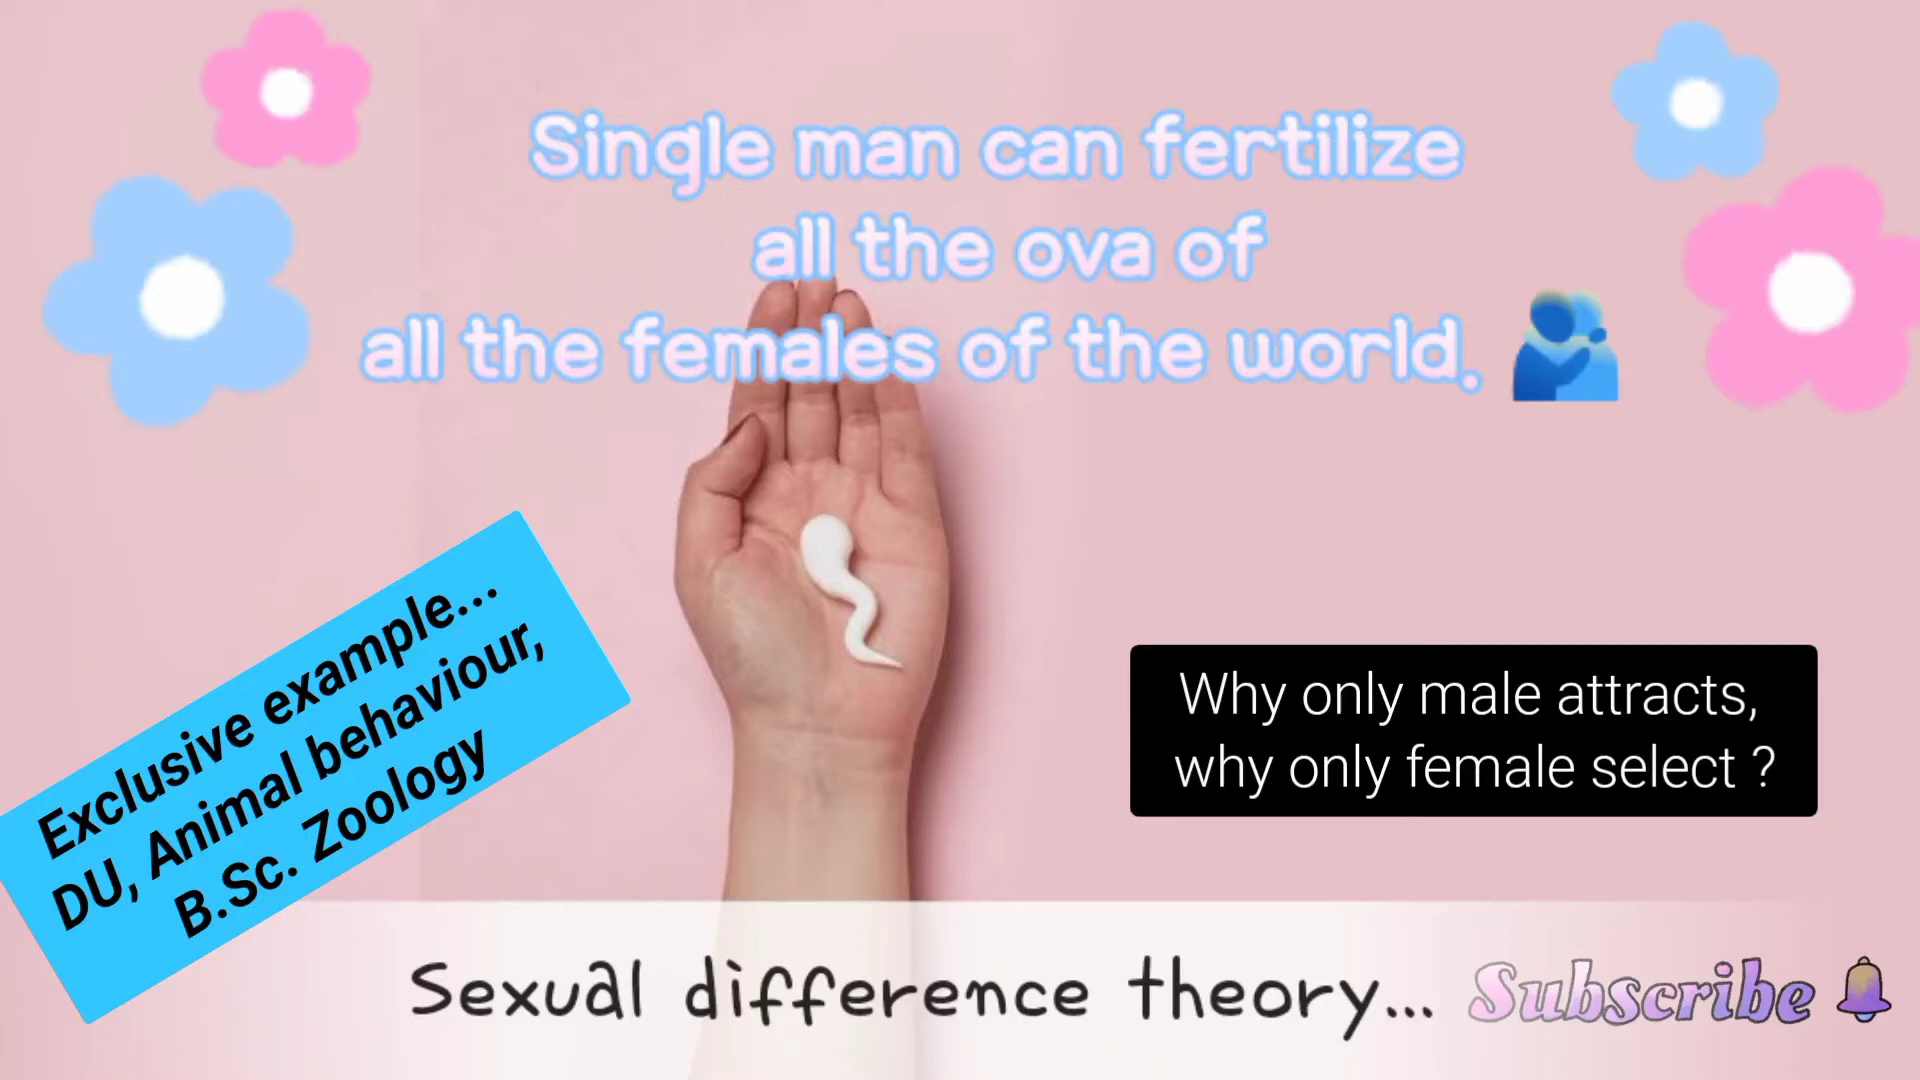 Single man can fertilize
all the ova of
all the females of the world.
Exclusive example...
DU, Animal behaviour,
B.Sc. Zoology
Why only male attracts,
why only female select ?
Sexual difference theory...
Subscribe